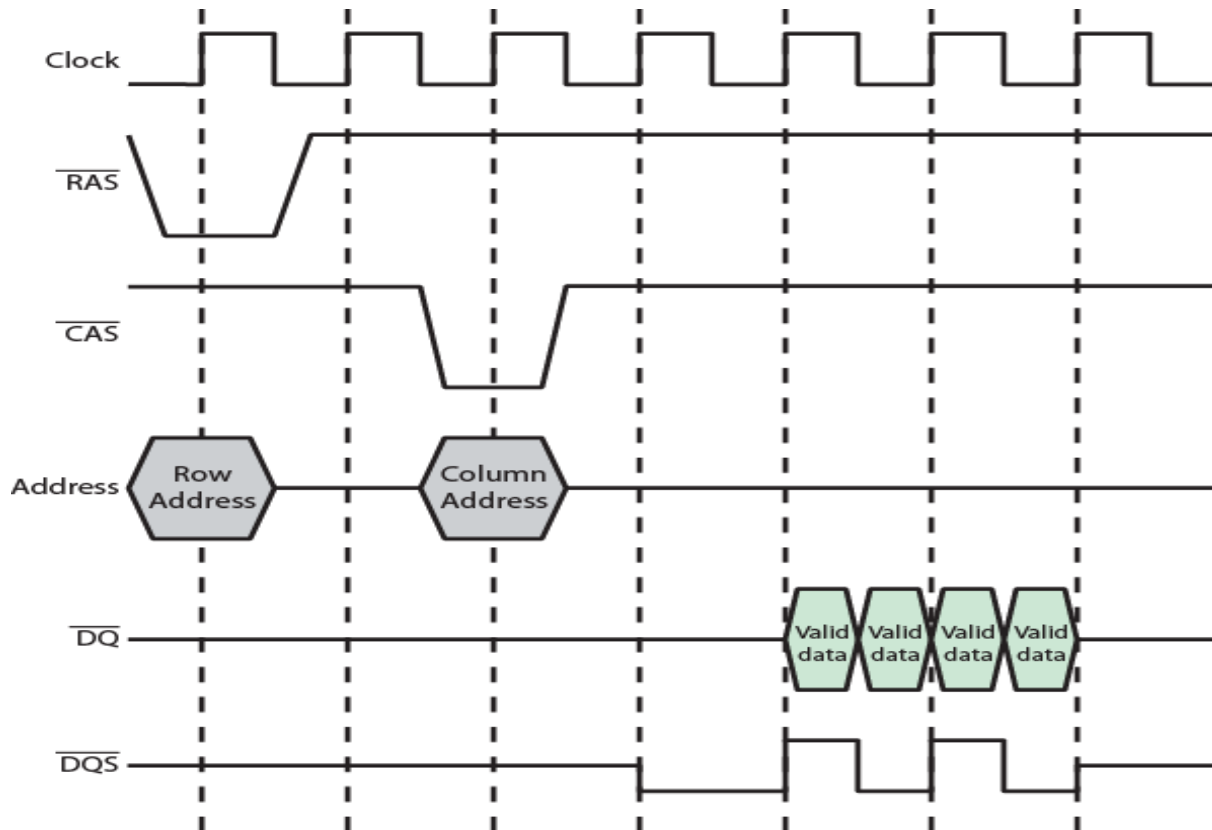 Clock
RAS
CAS
Address
Row
Address
Column
Address
DQ
Valid Valid Valid Valid
data data data data
DQS